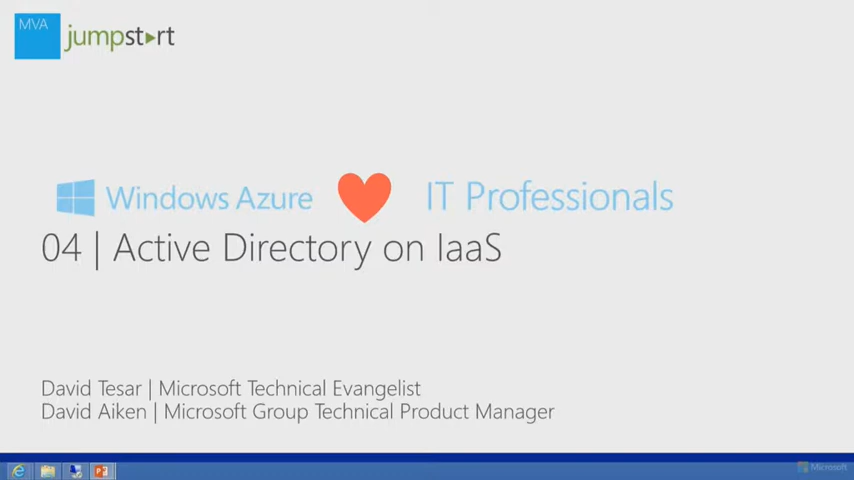 MVA
jumpstart
Windows Azure IT Professionals
04 | Active Directory on IaaS
David Tesar | Microsoft Technical Evangelist
David Aiken | Microsoft Group Technical Product Manager
Microsoft